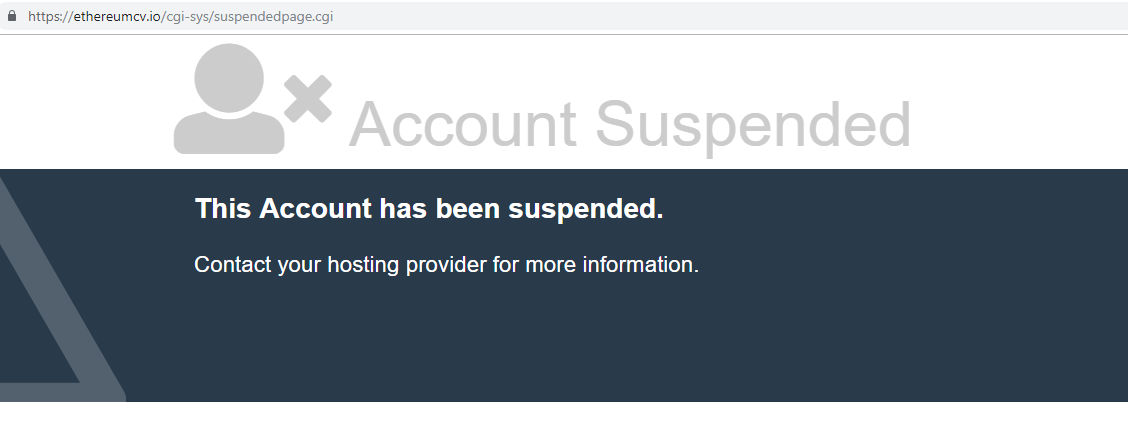 https://ethereumcv.io/cgi-sys/suspendedpage.cgi
Account Suspended
This Account has been suspended.
Contact your hosting provider for more information.